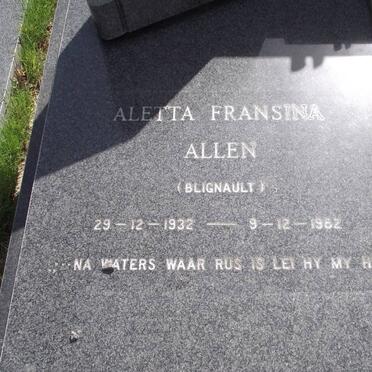 ALETTA FRANSINA
ALLEN
(BLIGNAULT)
29-12-1932 — 9-12-1982
NA WATERS WAAR RUS IS LEI HY MY